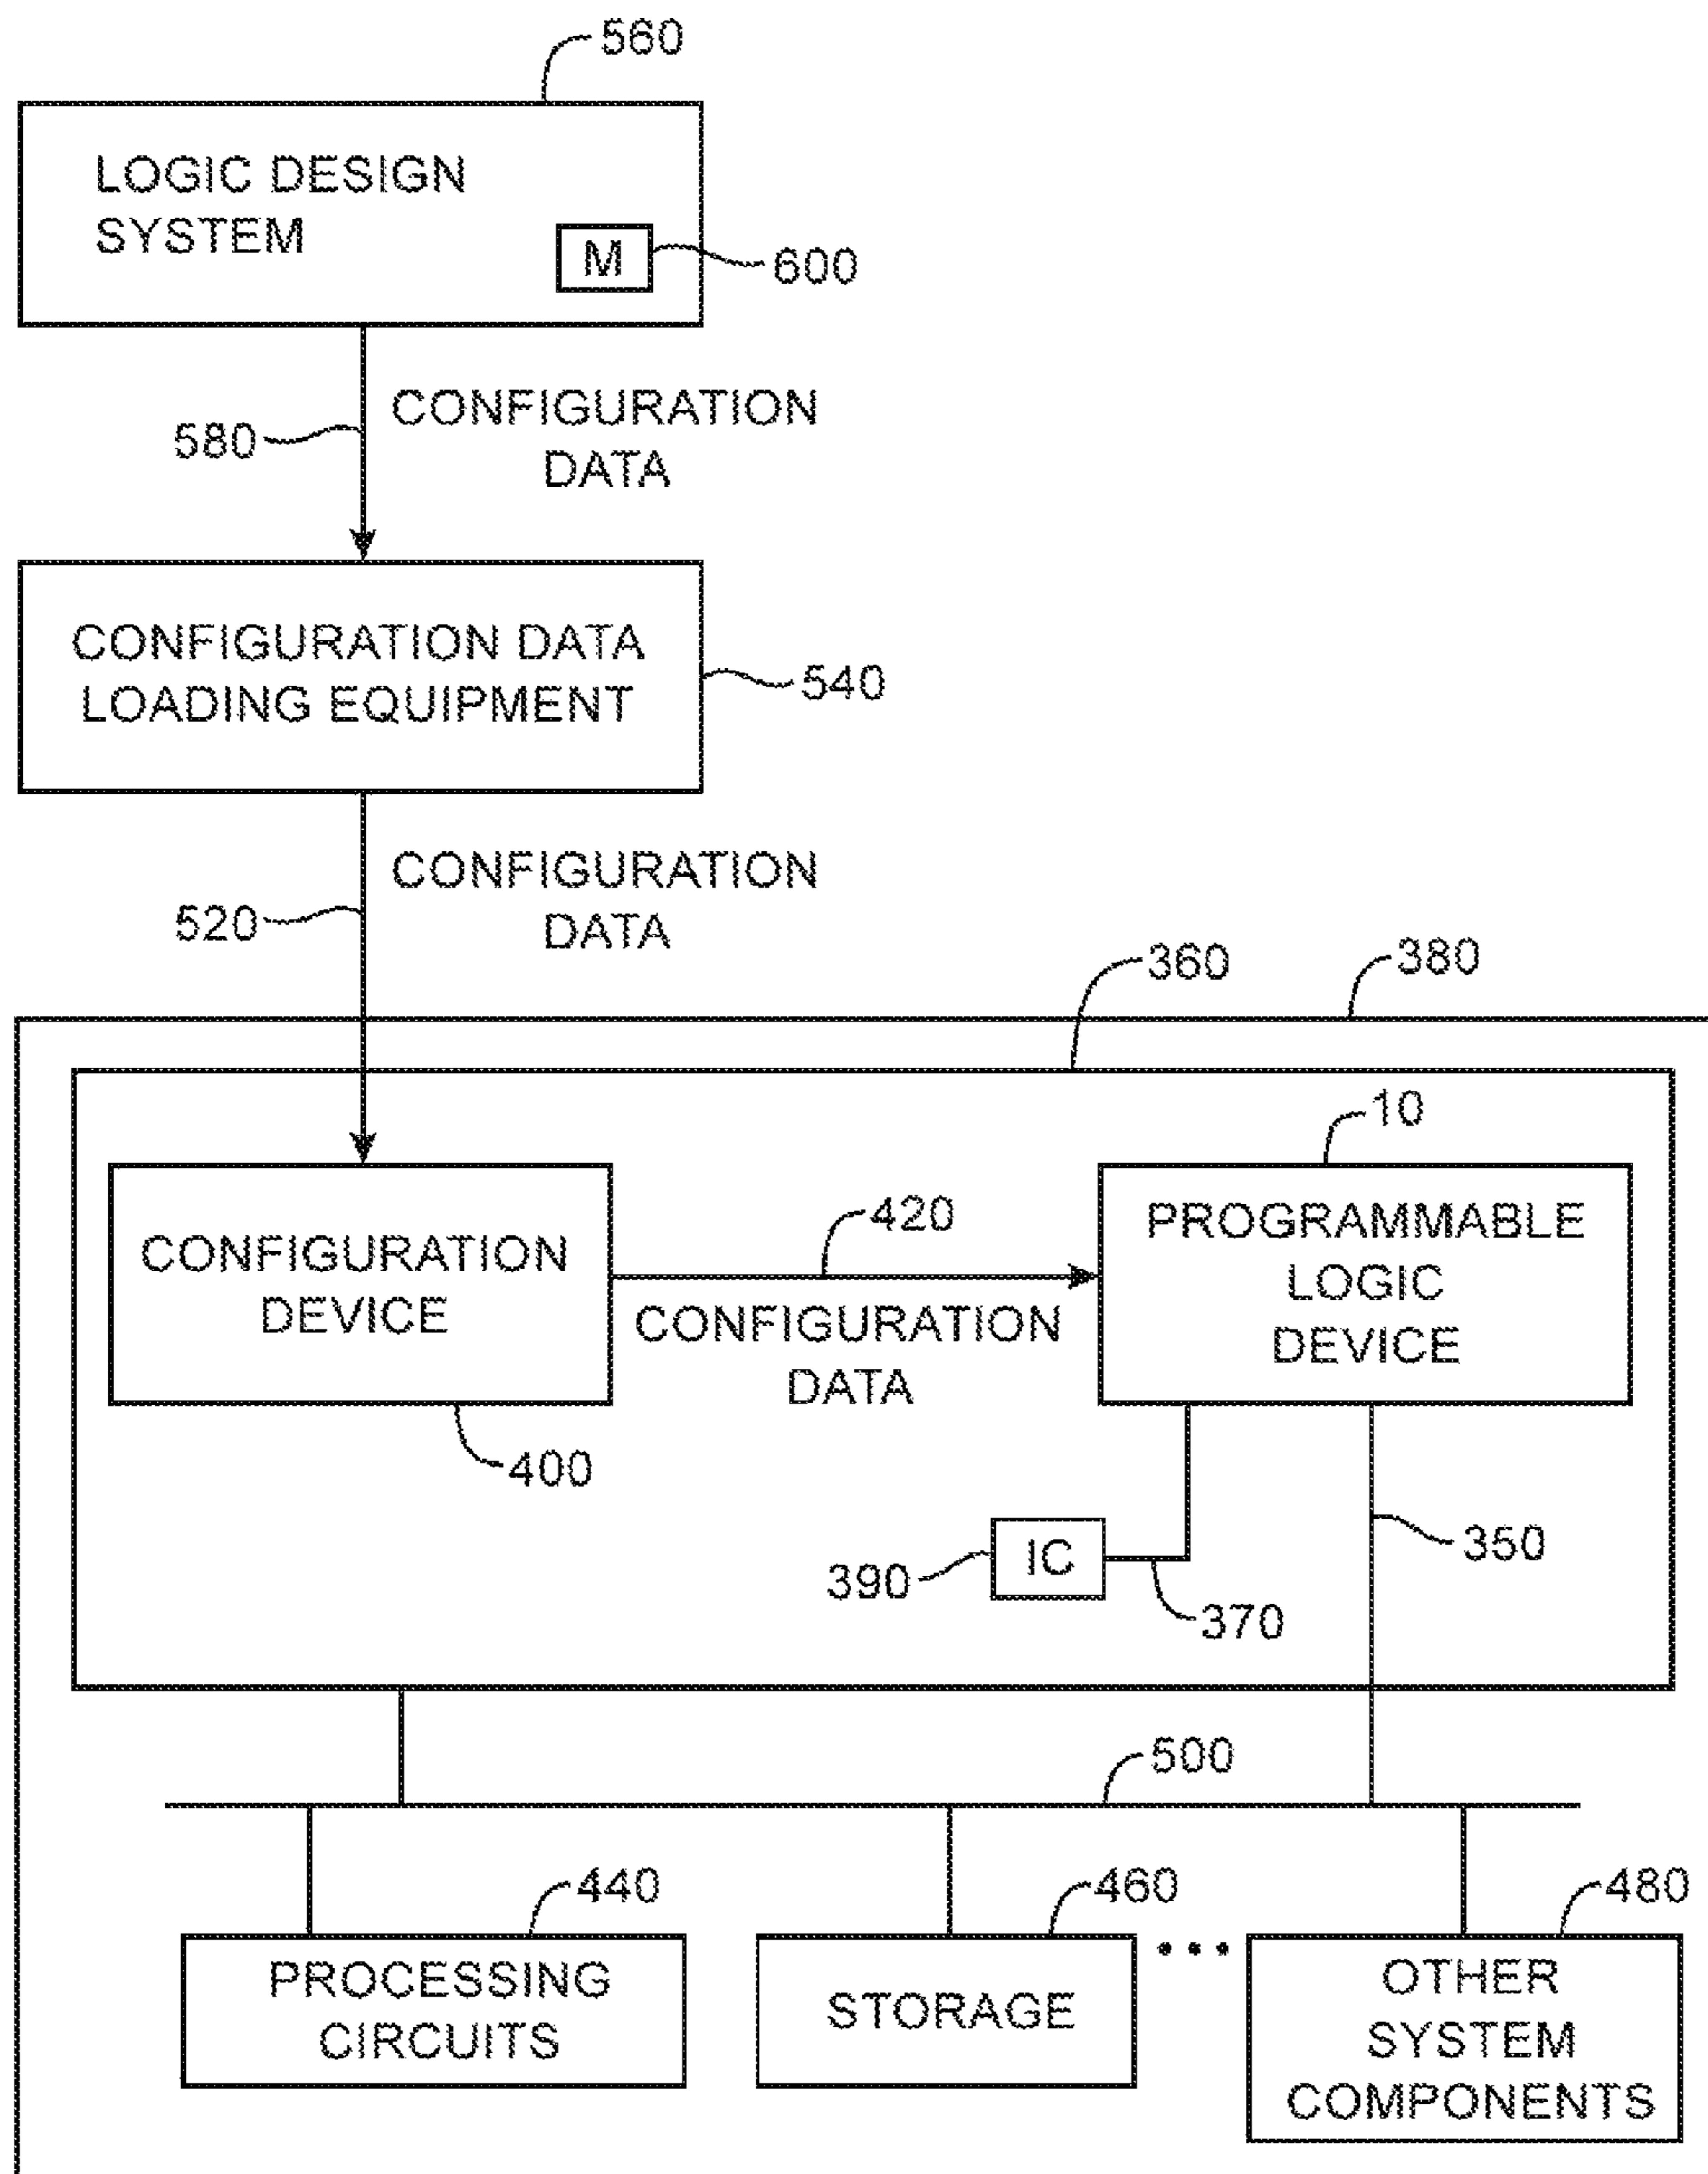 560
LOGIC DESIGN
SYSTEM
M
600
580
CONFIGURATION
DATA
CONFIGURATION DATA
LOADING EQUIPMENT
540
520
CONFIGURATION
DATA
360
380
10
CONFIGURATION
DEVICE
420
CONFIGURATION
DATA
PROGRAMMABLE
LOGIC
DEVICE
400
390
IC
370
350
500
440
460
480
PROCESSING
CIRCUITS
STORAGE
...
OTHER
SYSTEM
COMPONENTS